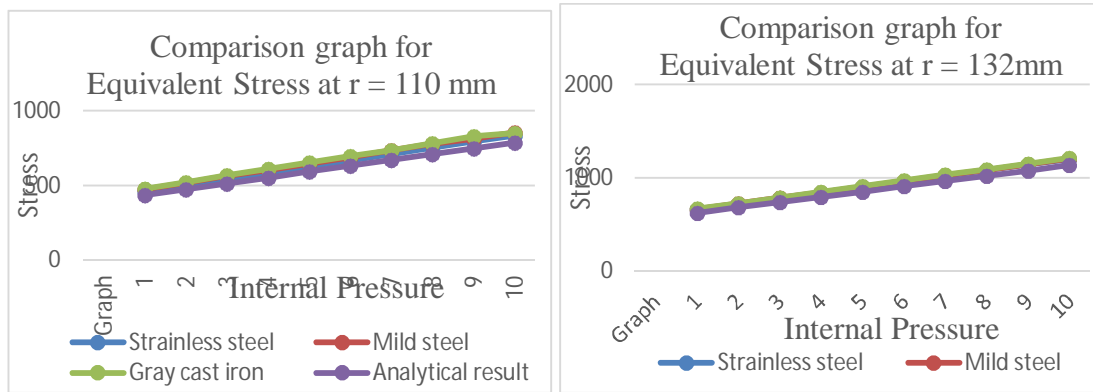 Comparison graph for
Equivalent Stress at r = 110 mm
1000
500
0
Stress
Graph 1 2 3 4 5 6 7 8 9 10
Internal Pressure
Strainless steel Mild steel
Gray cast iron Analytical result
Comparison graph for
Equivalent Stress at r = 132mm
2000
1000
0
Stress
Graph 1 2 3 4 5 6 7 8 9 10
Internal Pressure
Strainless steel Mild steel